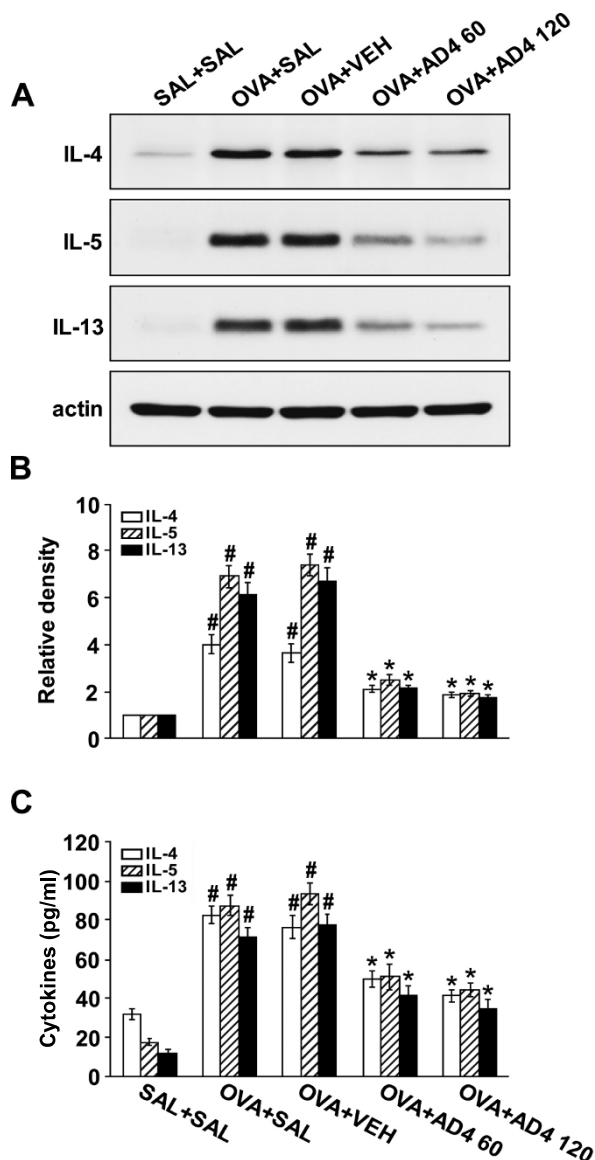 A
SAL+SAL OVA+SAL OVA+VEH OVA+AD4 60 OVA+AD4 120
IL-4
IL-5
IL-13
actin
B
Relative density
10
8
6
4
2
0
IL-4
IL-5
IL-13
# # #
# # #
* * *
* * *
C
Cytokines (pg/ml)
120
100
80
60
40
20
0
IL-4
IL-5
IL-13
# # #
# # #
* * *
* * *
SAL+SAL OVA+SAL OVA+VEH OVA+AD4 60 OVA+AD4 120